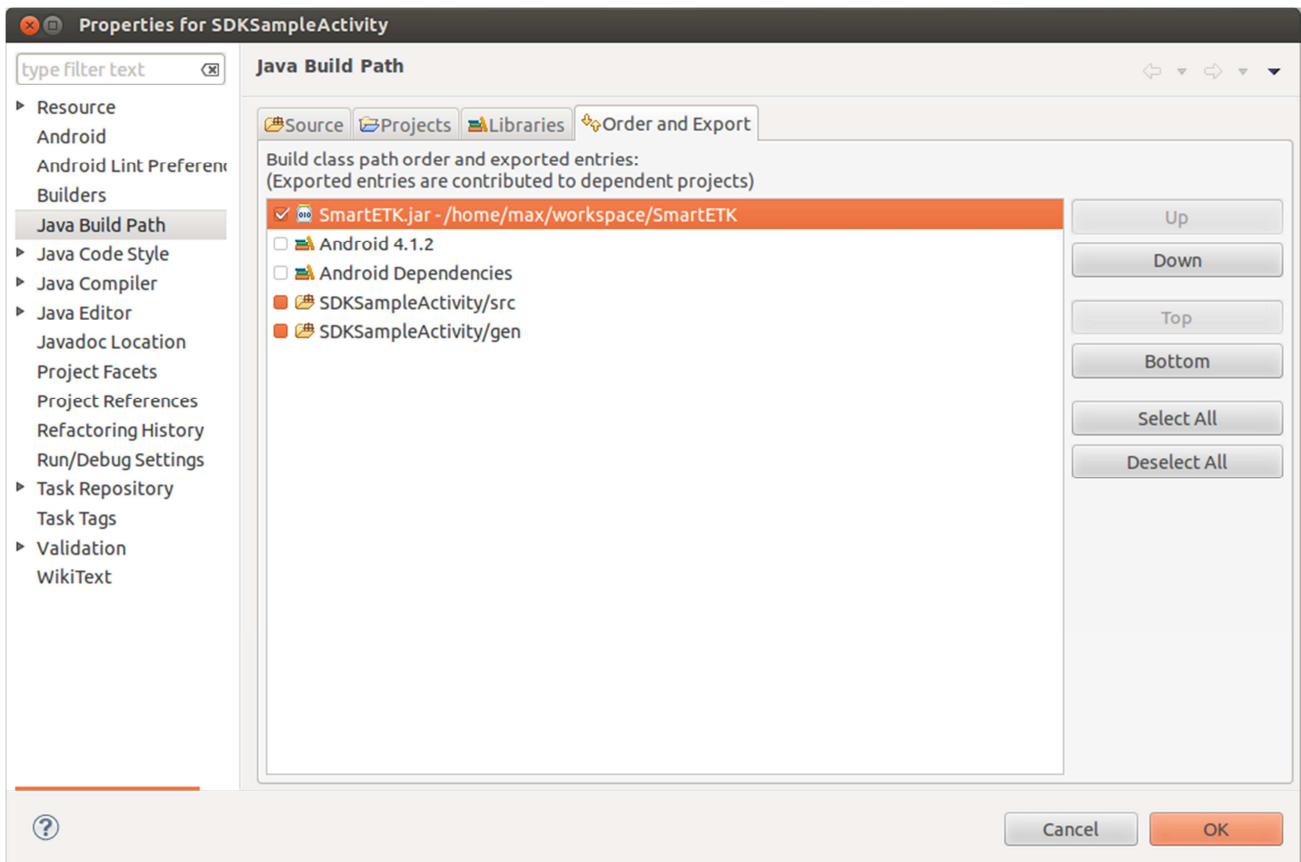 Properties for SDKSampleActivity
type filter text
Java Build Path
Resource
Android
Android Lint Preferen
Builders
Java Build Path
Java Code Style
Java Compiler
Java Editor
Javadoc Location
Project Facets
Project References
Refactoring History
Run/Debug Settings
Task Repository
Task Tags
Validation
WikiText
Source Projects Libraries Order and Export
Build class path order and exported entries:
(Exported entries are contributed to dependent projects)
SmartETK.jar - /home/max/workspace/SmartETK
Android 4.1.2
Android Dependencies
SDKSampleActivity/src
SDKSampleActivity/gen
Up
Down
Top
Bottom
Select All
Deselect All
Cancel OK